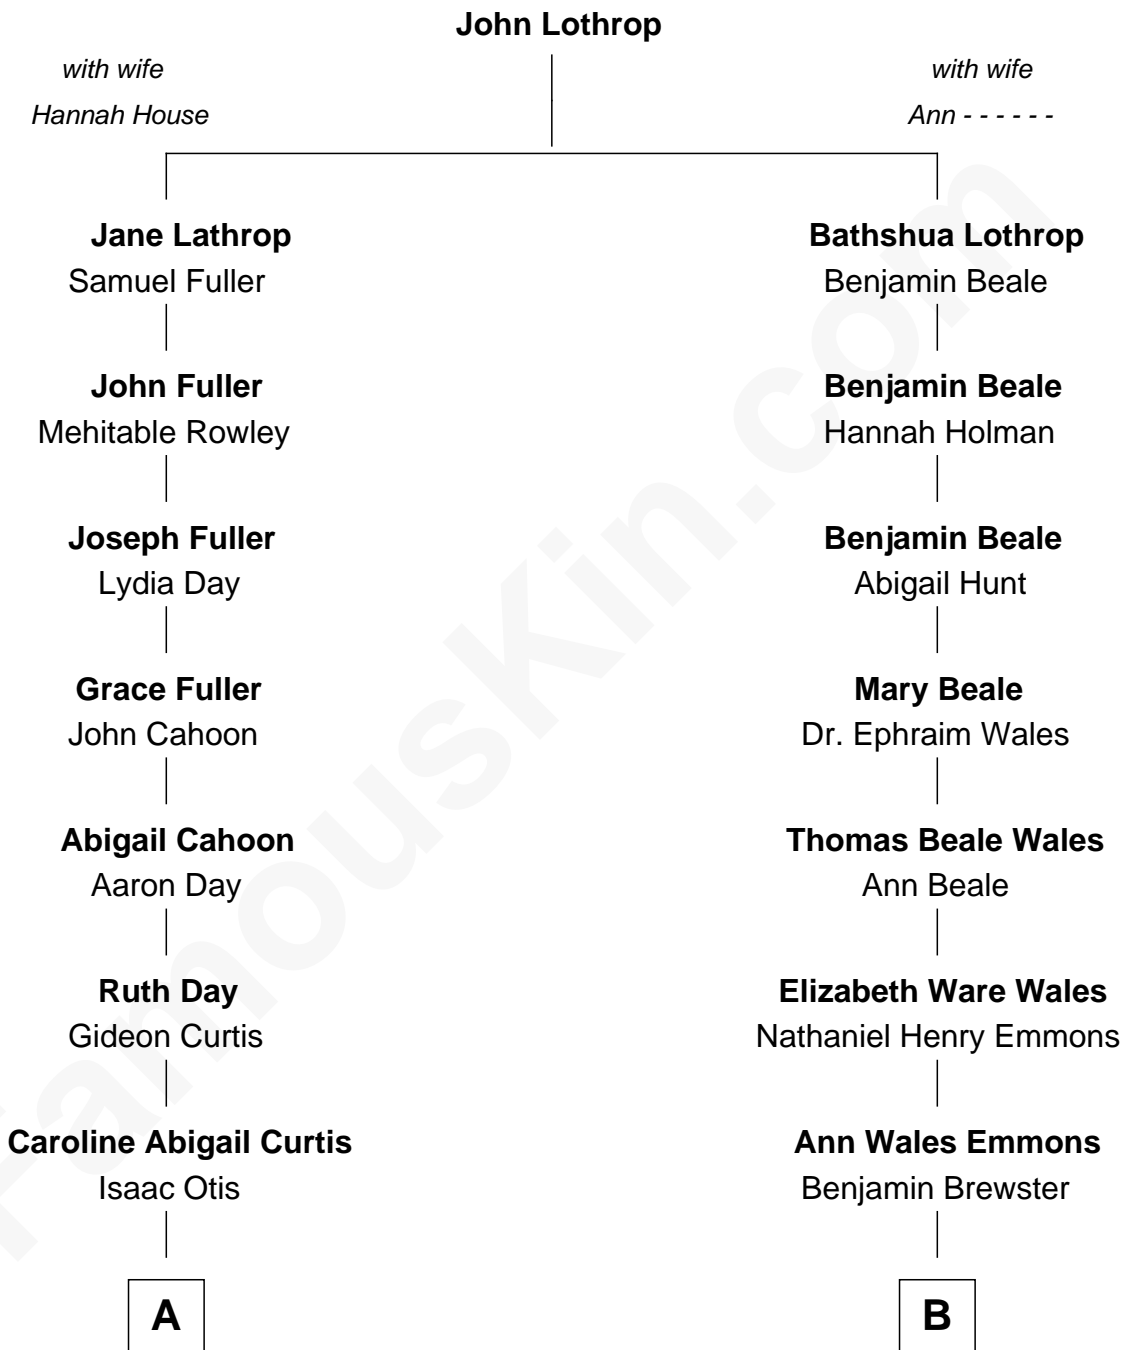 John Lothrop
with wife
Hannah House
with wife
Ann - - - - - -
Jane Lathrop
Samuel Fuller
Bathshua Lothrop
Benjamin Beale
John Fuller
Mehitable Rowley
Benjamin Beale
Hannah Holman
Joseph Fuller
Lydia Day
Benjamin Beale
Abigail Hunt
Grace Fuller
John Cahoon
Mary Beale
Dr. Ephraim Wales
Abigail Cahoon
Aaron Day
Thomas Beale Wales
Ann Beale
Ruth Day
Gideon Curtis
Elizabeth Ware Wales
Nathaniel Henry Emmons
Caroline Abigail Curtis
Isaac Otis
Ann Wales Emmons
Benjamin Brewster
A
B
FamousKin.com